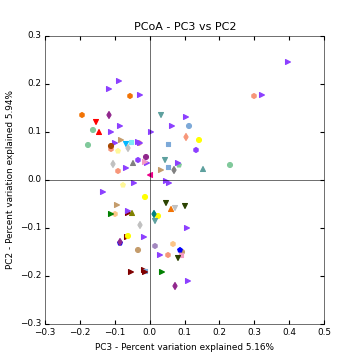 PCoA - PC3 vs PC2
0.3
0.2
0.1
0.0
−0.1
−0.2
−0.3
PC2 - Percent variation explained 5.94%
−0.3 −0.2 −0.1 0.0 0.1 0.2 0.3 0.4 0.5
PC3 - Percent variation explained 5.16%